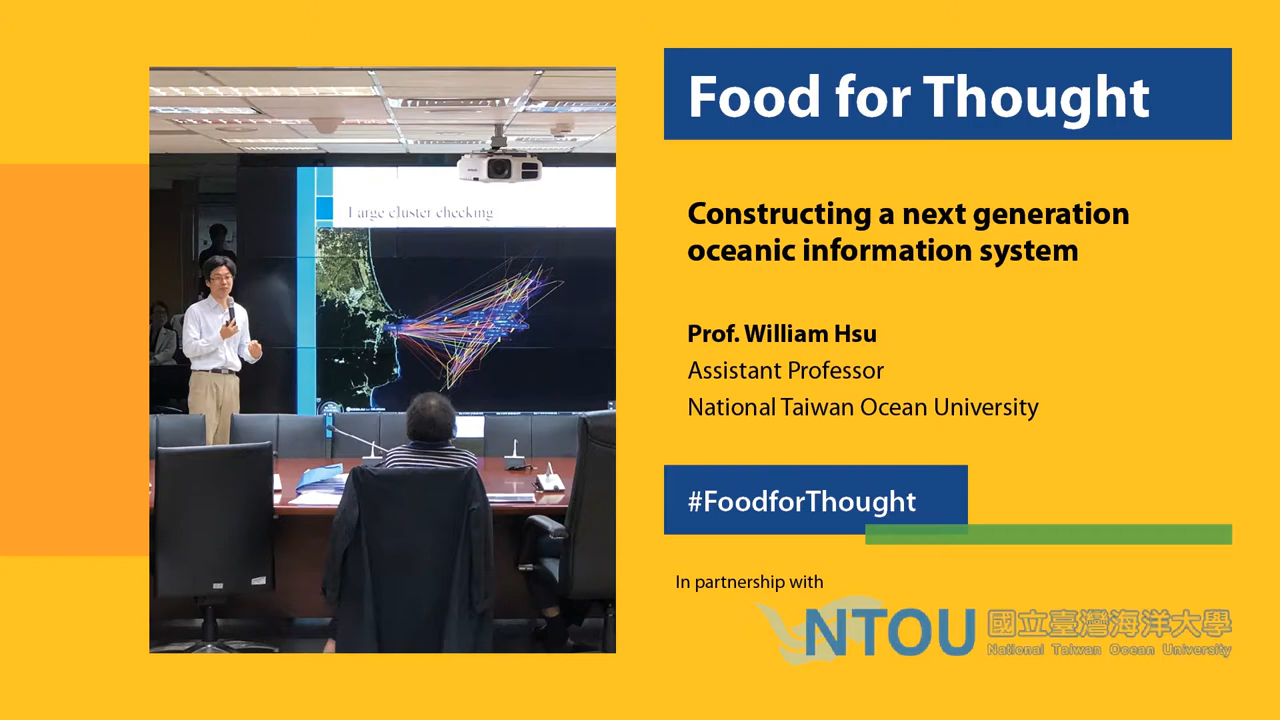 Food for Thought
Large cluster checking
Constructing a next generation
oceanic information system
Prof. William Hsu
Assistant Professor
National Taiwan Ocean University
#FoodforThought
In partnership with
NTOU 國立臺灣海洋大學
National Taiwan Ocean University